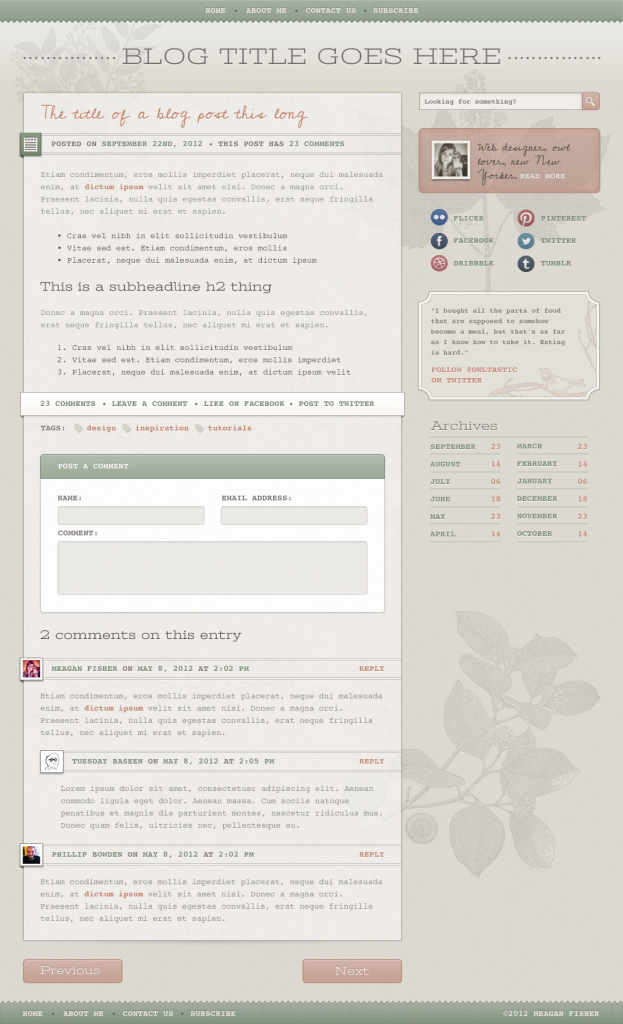 HOME • ABOUT ME • CONTACT US • SUBSCRIBE
BLOG TITLE GOES HERE
The title of a blog post this long
POSTED ON SEPTEMBER 22ND, 2012 • THIS POST HAS 23 COMMENTS
Etiam condimentum, eros mollis imperdiet placerat, neque dui malesuada
enim, at dictum ipsum velit sit amet nisi. Donec a magna orci.
Praesent lacinia, nulla quis egestas convallis, erat neque fringilla
tellus, nec aliquet mi erat et sapien.
• Cras vel nibh in elit sollicitudin vestibulum
• Vitae sed est. Etiam condimentum, eros mollis
• Placerat, neque dui malesuada enim, at dictum ipsum
This is a subheadline h2 thing
Donec a magna orci. Praesent lacinia, nulla quis egestas convallis,
erat neque fringilla tellus, nec aliquet mi erat et sapien.
1. Cras vel nibh in elit sollicitudin vestibulum
2. Vitae sed est. Etiam condimentum, eros mollis imperdiet
3. Placerat, neque dui malesuada enim, at dictum ipsum velit
23 COMMENTS • LEAVE A COMMENT • LIKE ON FACEBOOK • POST TO TWITTER
TAGS: design inspiration tutorials
POST A COMMENT
NAME: EMAIL ADDRESS:
COMMENT:
2 comments on this entry
MEAGAN FISHER ON MAY 8, 2012 AT 2:02 PM REPLY
Etiam condimentum, eros mollis imperdiet placerat, neque dui malesuada
enim, at dictum ipsum velit sit amet nisi. Donec a magna orci.
Praesent lacinia, nulla quis egestas convallis, erat neque fringilla
tellus, nec aliquet mi erat et sapien.
TUESDAY BASEEN ON MAY 8, 2012 AT 2:05 PM REPLY
Lorem ipsum dolor sit amet, consectetuer adipiscing elit. Aenean
commodo ligula eget dolor. Aenean massa. Cum sociis natoque
penatibus et magnis dis parturient montes, nascetur ridiculus mus.
Donec quam felis, ultricies nec, pellentesque eu.
PHILLIP BOWDEN ON MAY 8, 2012 AT 2:02 PM REPLY
Etiam condimentum, eros mollis imperdiet placerat, neque dui malesuada
enim, at dictum ipsum velit sit amet nisi. Donec a magna orci.
Praesent lacinia, nulla quis egestas convallis, erat neque fringilla
tellus, nec aliquet mi erat et sapien.
Previous Next
Looking for something?
Web designer, owl
lover, new New
Yorker. READ MORE
FLICKR PINTEREST
FACEBOOK TWITTER
DRIBBBLE TUMBLR
"I bought all the parts of food
that are supposed to somehow
become a meal, but that's as far
as I know how to take it. Eating
is hard."
FOLLOW @OWLTASTIC
ON TWITTER
Archives
SEPTEMBER 23 MARCH 23
AUGUST 14 FEBRUARY 14
JULY 06 JANUARY 06
JUNE 18 DECEMBER 18
MAY 23 NOVEMBER 23
APRIL 14 OCTOBER 14
HOME • ABOUT ME • CONTACT US • SUBSCRIBE ©2012 MEAGAN FISHER